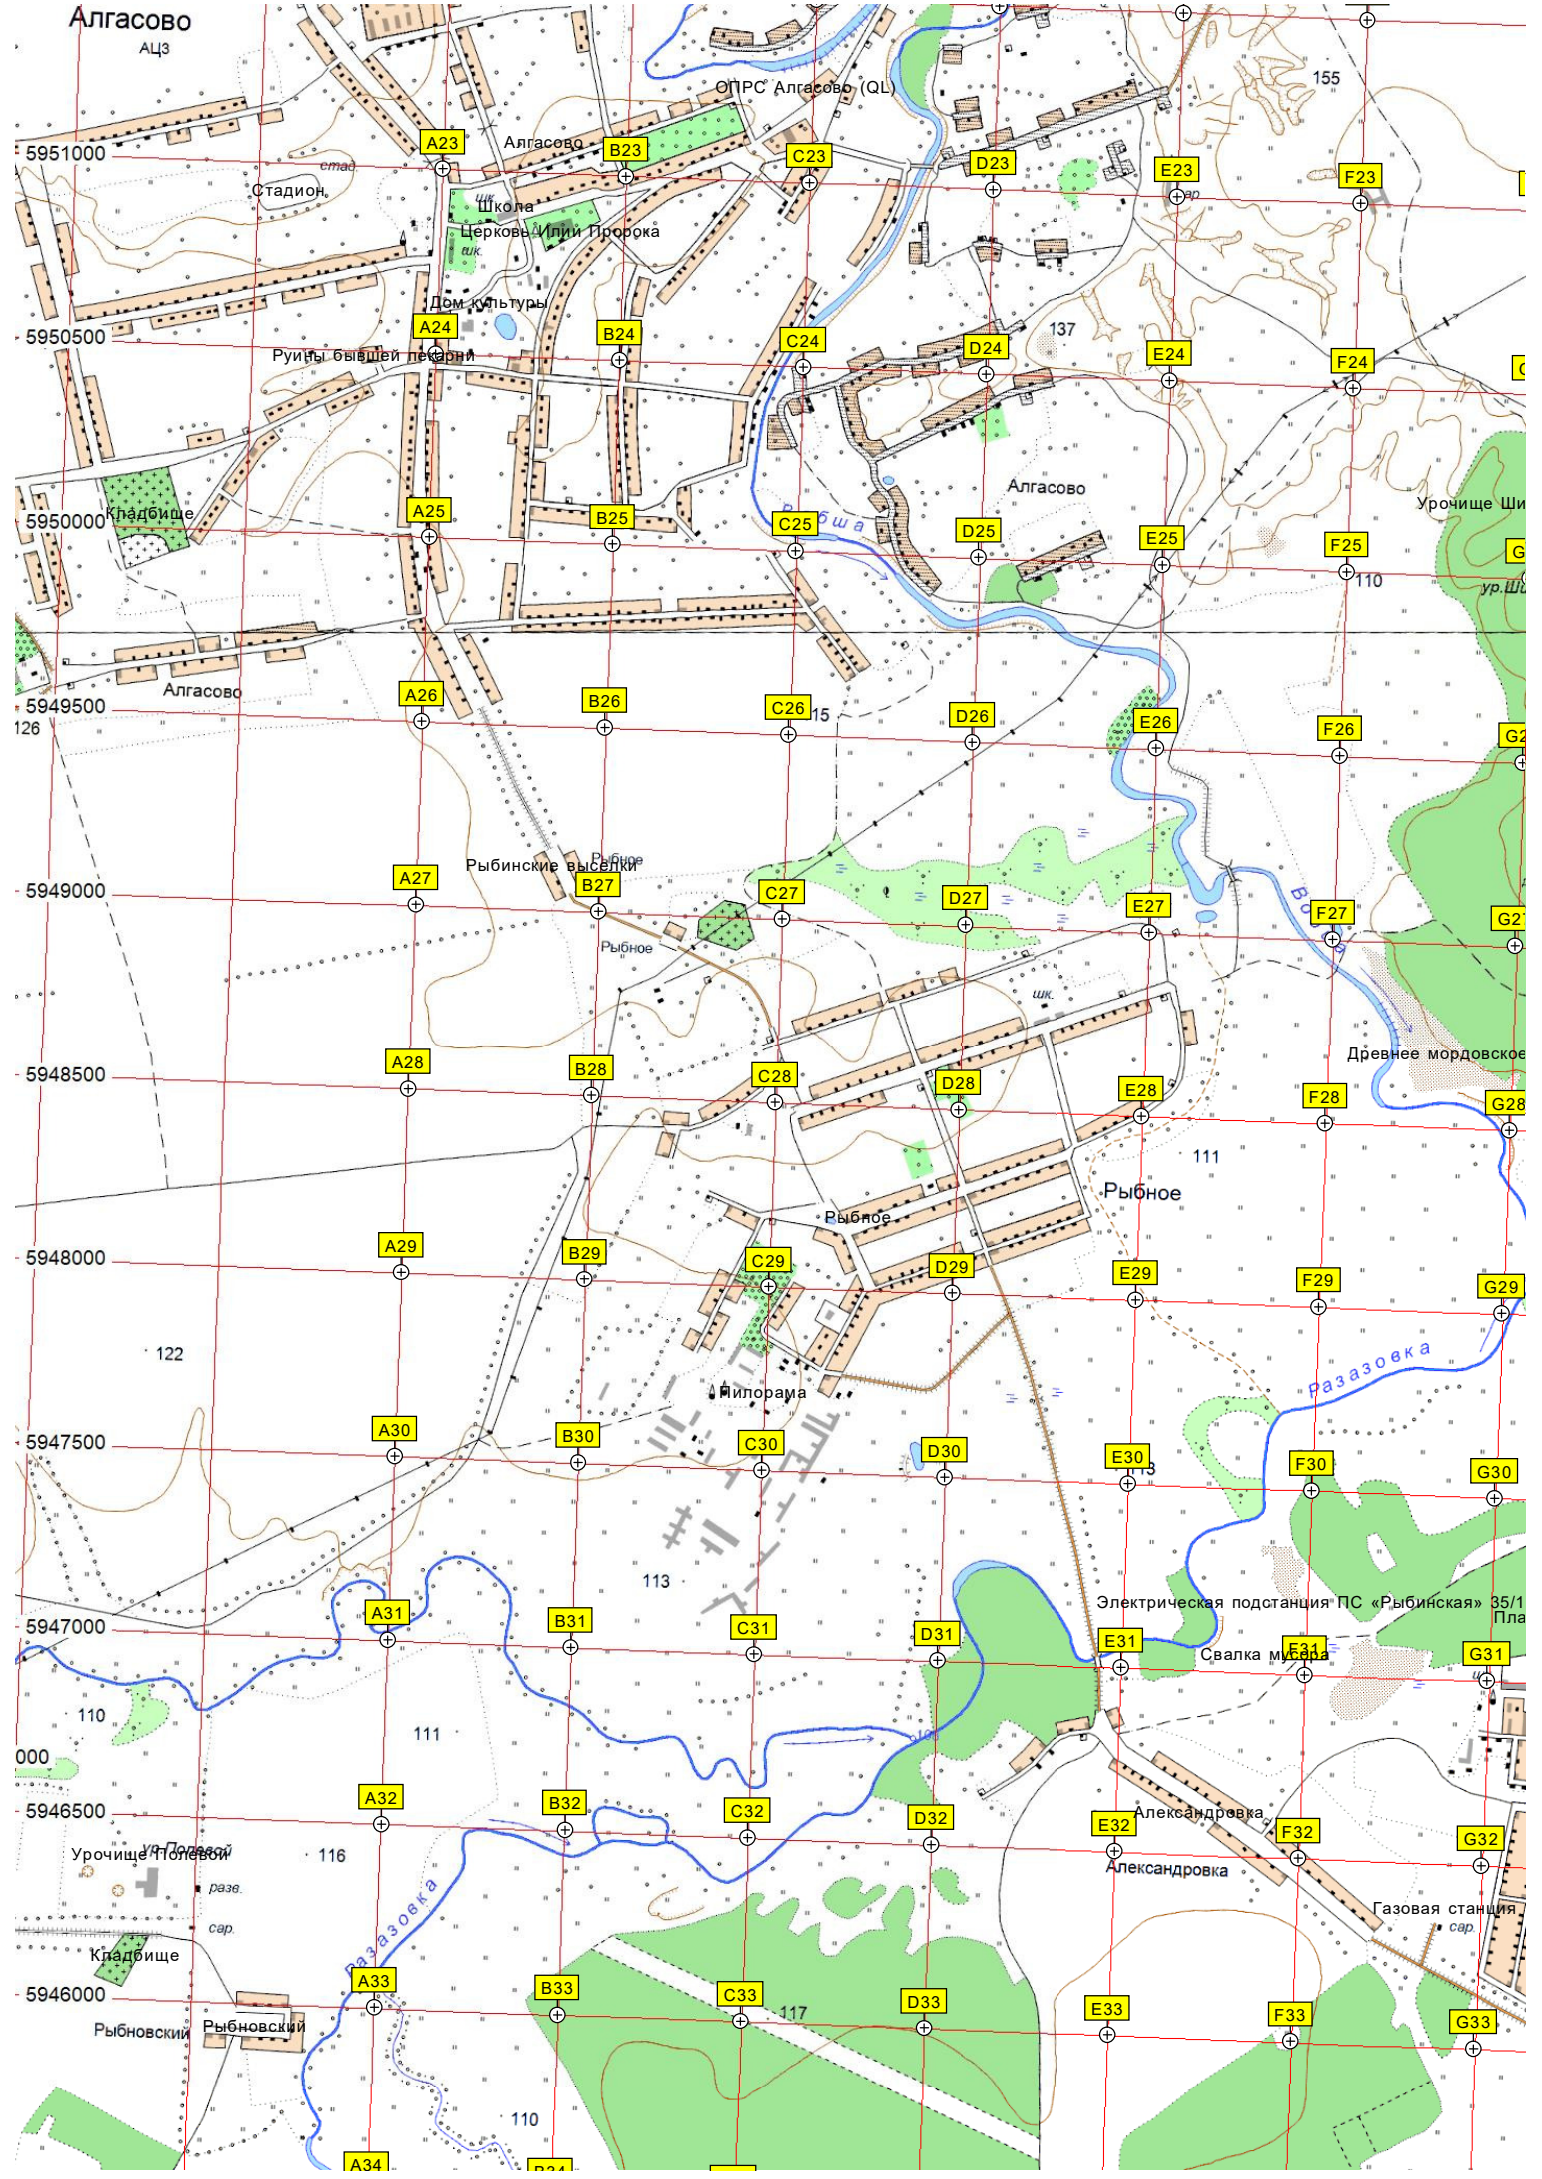 Алгасово
АЦЗ
155
ОПРС Алгасово (QL)
Алгасово
A23
B23
C23
D23
E23
F23
5951000
стад.
Стадион
шк.
Школа
Церковь Илии Пророка
шк.
Дом культуры
137
A24
B24
C24
D24
E24
F24
5950500
Руины бывшей пекарни
Алгасово
Урочище Ши
Кладбище
5950000
A25
B25
C25
D25
E25
F25
110
ур.Ши
Алгасово
126
5949500
A26
B26
C26
15
D26
E26
F26
Рыбное
Рыбинские выселки
5949000
A27
B27
C27
D27
E27
F27
Рыбное
шк.
Древнее мордовское
5948500
A28
B28
C28
D28
E28
F28
G28
111
Рыбное
Рыбное
5948000
A29
B29
C29
D29
E29
F29
G29
122
Разазовка
Пилорама
5947500
A30
B30
C30
D30
E30
F30
G30
113
Электрическая подстанция ПС «Рыбинская» 35/1
Пла
5947000
A31
B31
C31
D31
E31
F31
G31
Свалка мусора
110
111
000
5946500
A32
B32
C32
D32
E32
F32
G32
Александровка
Александровка
ур.Полевой
Урочище Полевой
116
разв.
сар.
Разазовка
Газовая станция
сар.
Кладбище
5946000
A33
B33
C33
D33
E33
F33
G33
117
Рыбновский
Рыбновский
110
A34
B34